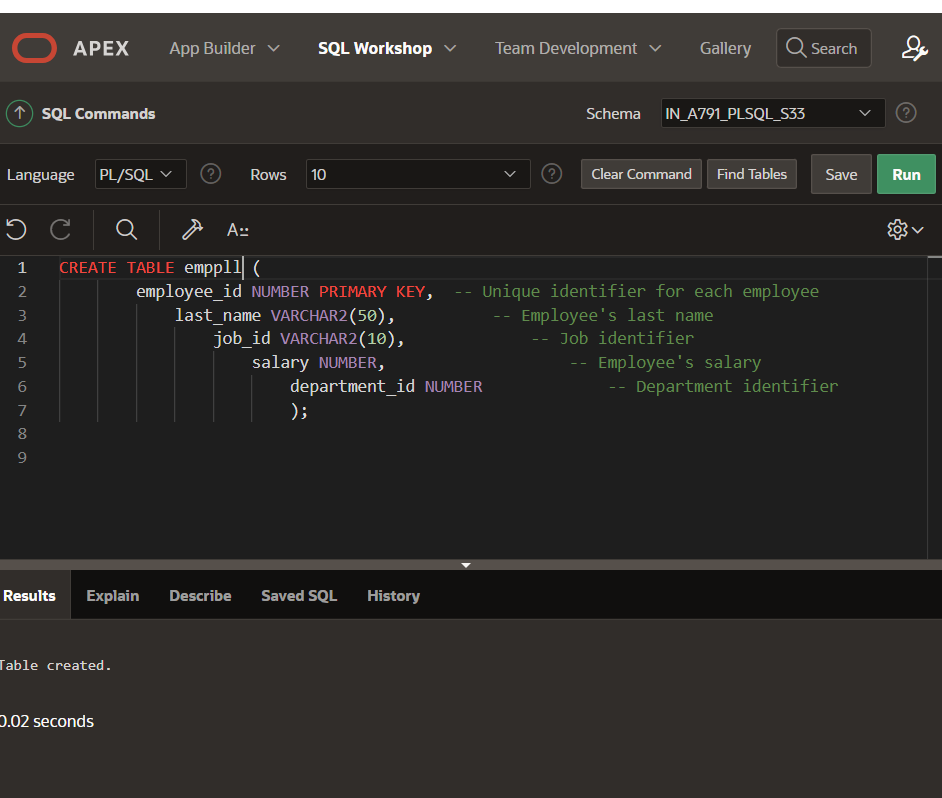 APEX App Builder SQL Workshop Team Development Gallery Search
SQL Commands Schema IN_A791_PLSQL_S33 ?
Language PL/SQL ? Rows 10 ? Clear Command Find Tables Save Run
A::
1 CREATE TABLE emppll (
2 employee_id NUMBER PRIMARY KEY, -- Unique identifier for each employee
3 last_name VARCHAR2(50), -- Employee's last name
4 job_id VARCHAR2(10), -- Job identifier
5 salary NUMBER, -- Employee's salary
6 department_id NUMBER -- Department identifier
7 );
8
9
Results Explain Describe Saved SQL History
Table created.
0.02 seconds